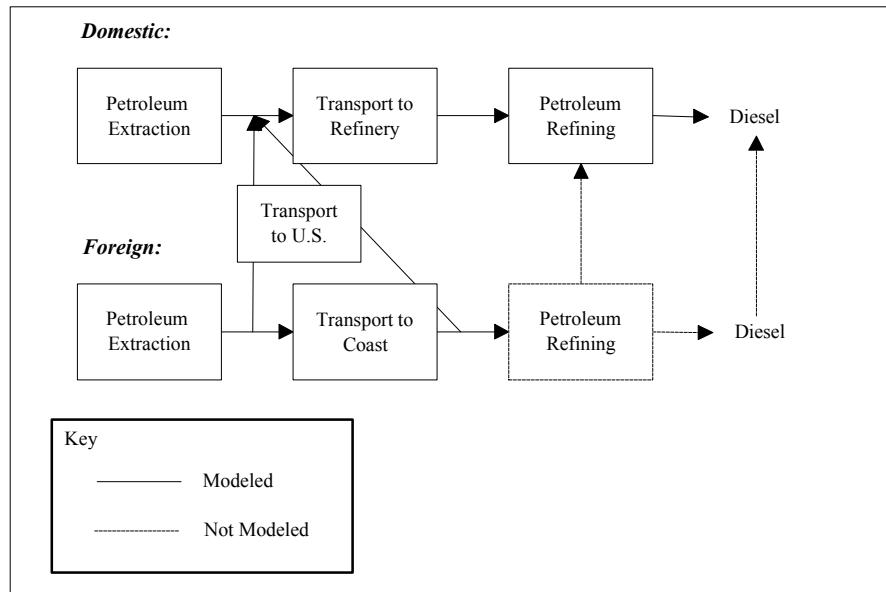 Domestic:
Petroleum
Extraction
Transport to
Refinery
Petroleum
Refining
Diesel
Transport
to U.S.
Foreign:
Petroleum
Extraction
Transport to
Coast
Petroleum
Refining
Diesel
Key
Modeled
Not Modeled